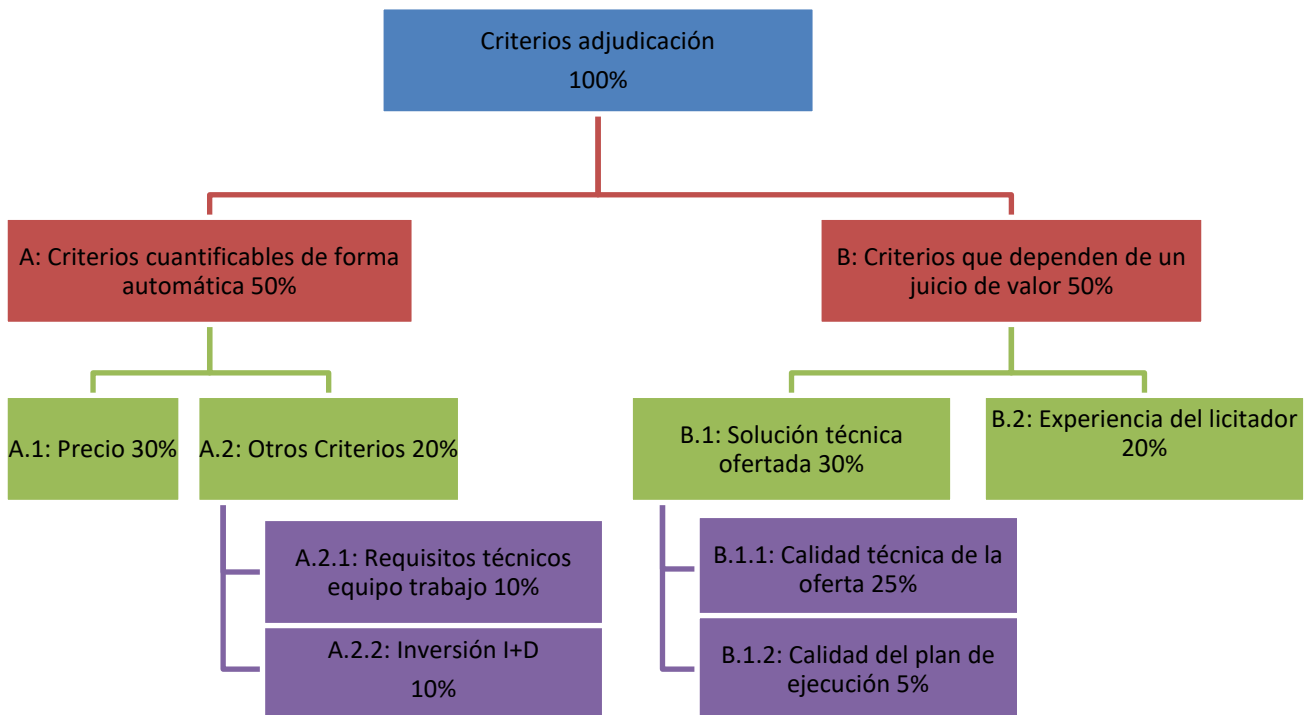 Criterios adjudicación
100%
A: Criterios cuantificables de forma
automática 50%
B: Criterios que dependen de un
juicio de valor 50%
A.1: Precio 30%
A.2: Otros Criterios 20%
B.1: Solución técnica
ofertada 30%
B.2: Experiencia del licitador
20%
A.2.1: Requisitos técnicos
equipo trabajo 10%
A.2.2: Inversión I+D
10%
B.1.1: Calidad técnica de la
oferta 25%
B.1.2: Calidad del plan de
ejecución 5%